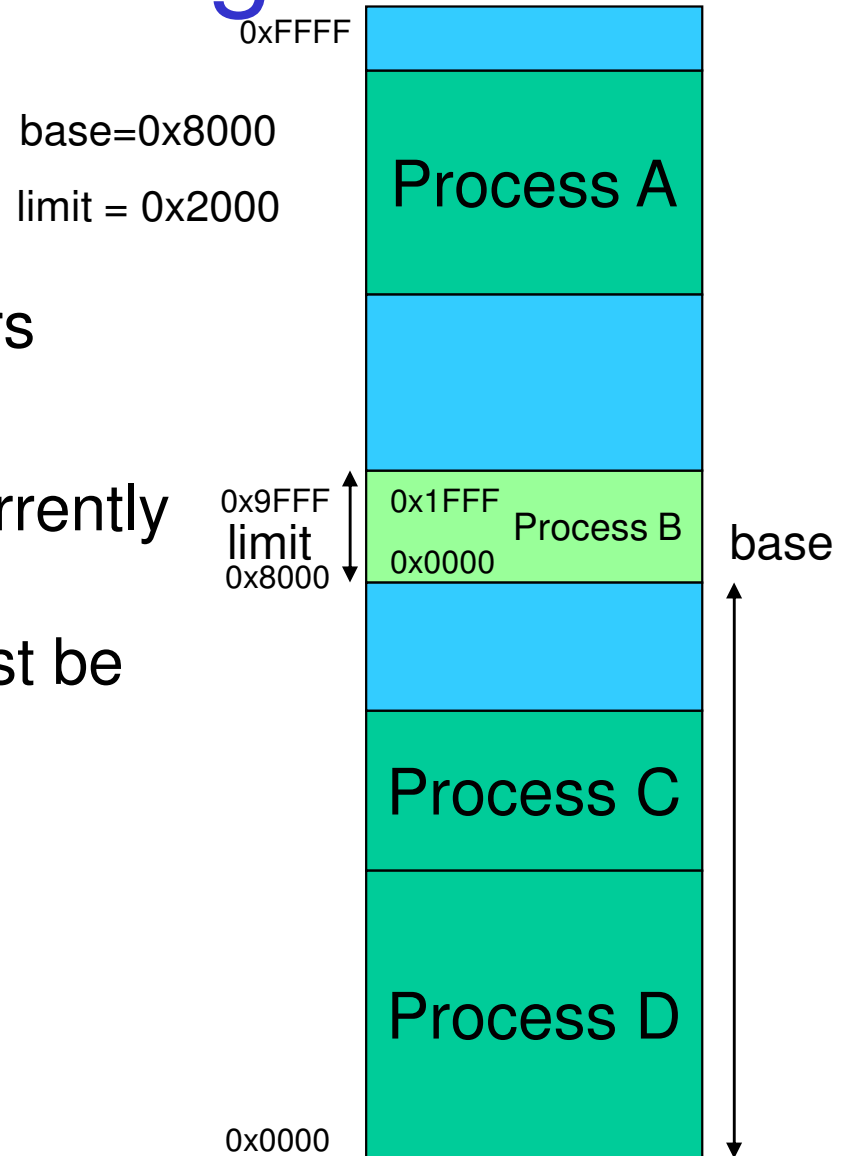 0xFFFF
base=0x8000
limit = 0x2000
Process A
rs
rrently
0x9FFF
limit
0x8000
0x1FFF
0x0000
Process B
base
st be
Process C
Process D
0x0000